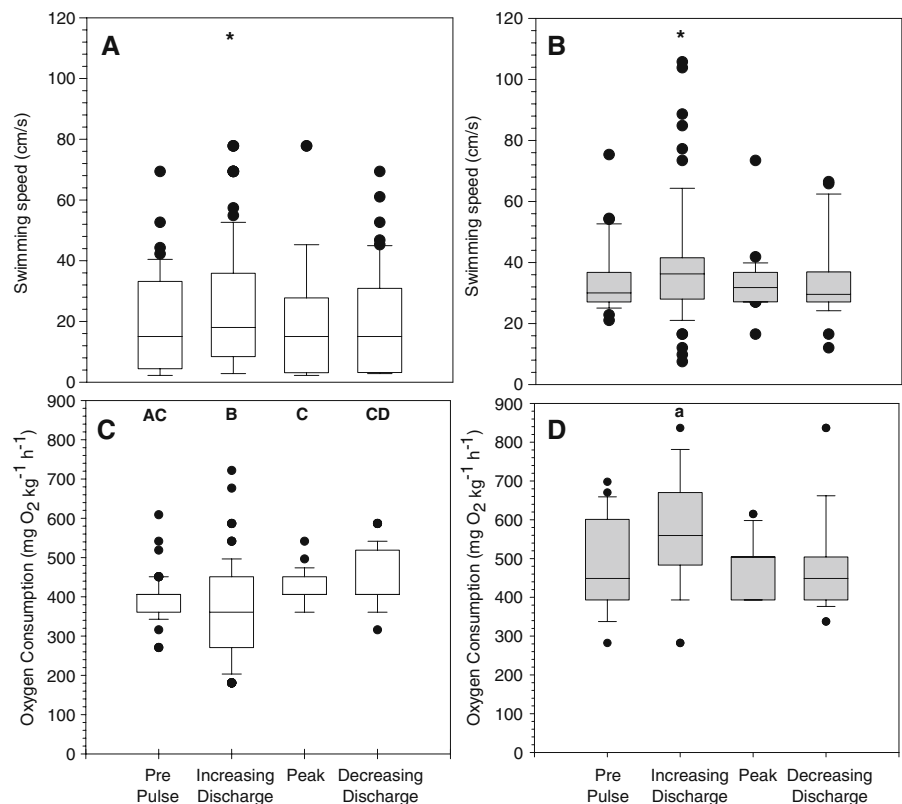 A
*
Swimming speed (cm/s)
120
100
80
60
40
20
0
B
*
Swimming speed (cm/s)
120
100
80
60
40
20
0
C
AC
B
C
CD
Oxygen Consumption (mg O2 kg-1 h-1)
900
800
700
600
500
400
300
200
100
0
Pre
Pulse
Increasing
Discharge
Peak
Decreasing
Discharge
D
a
Oxygen Consumption (mg O2 kg-1 h-1)
900
800
700
600
500
400
300
200
100
0
Pre
Pulse
Increasing
Discharge
Peak
Decreasing
Discharge